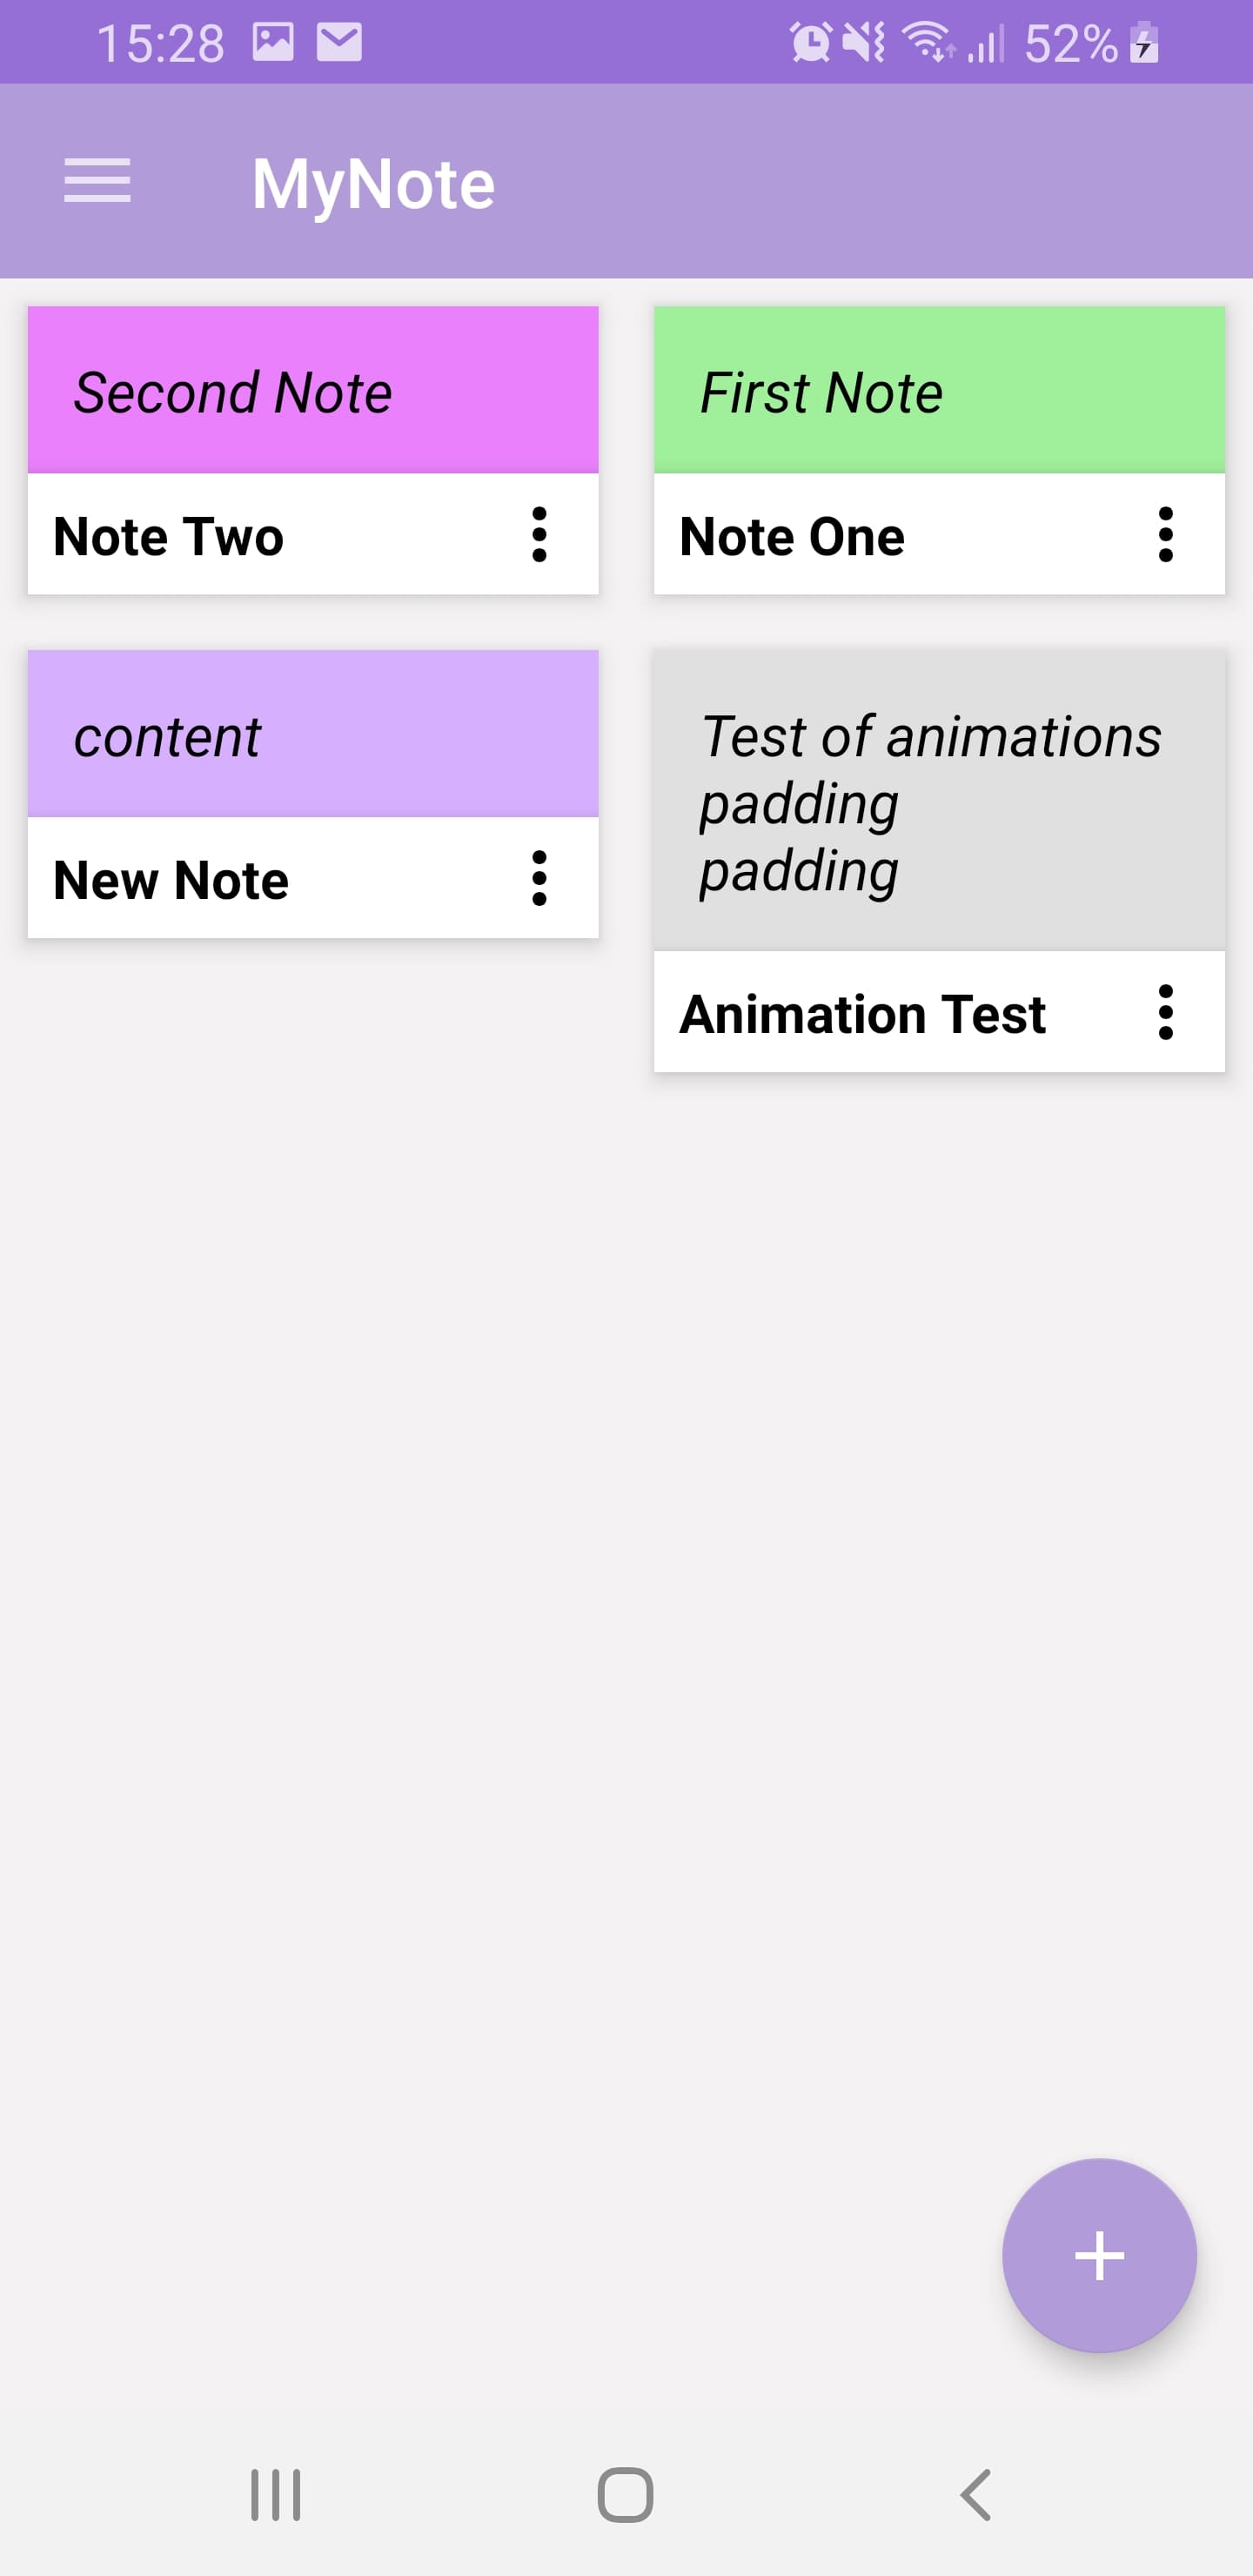 15:28
52%
MyNote
Second Note
Note Two
First Note
Note One
content
New Note
Test of animations
padding
padding
Animation Test